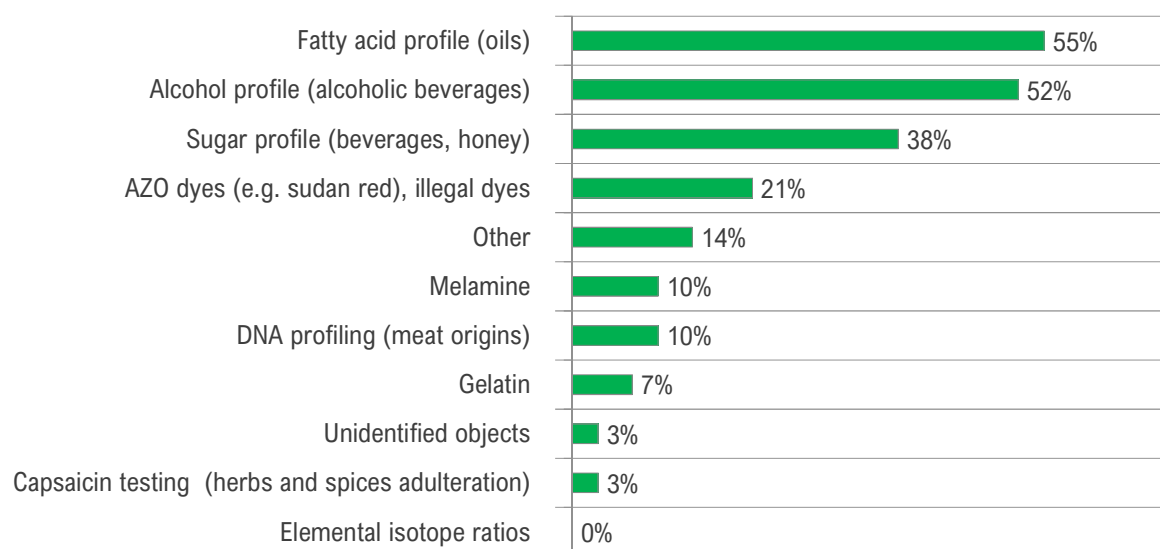 Fatty acid profile (oils) 55%
Alcohol profile (alcoholic beverages) 52%
Sugar profile (beverages, honey) 38%
AZO dyes (e.g. sudan red), illegal dyes 21%
Other 14%
Melamine 10%
DNA profiling (meat origins) 10%
Gelatin 7%
Unidentified objects 3%
Capsaicin testing  (herbs and spices adulteration) 3%
Elemental isotope ratios 0%